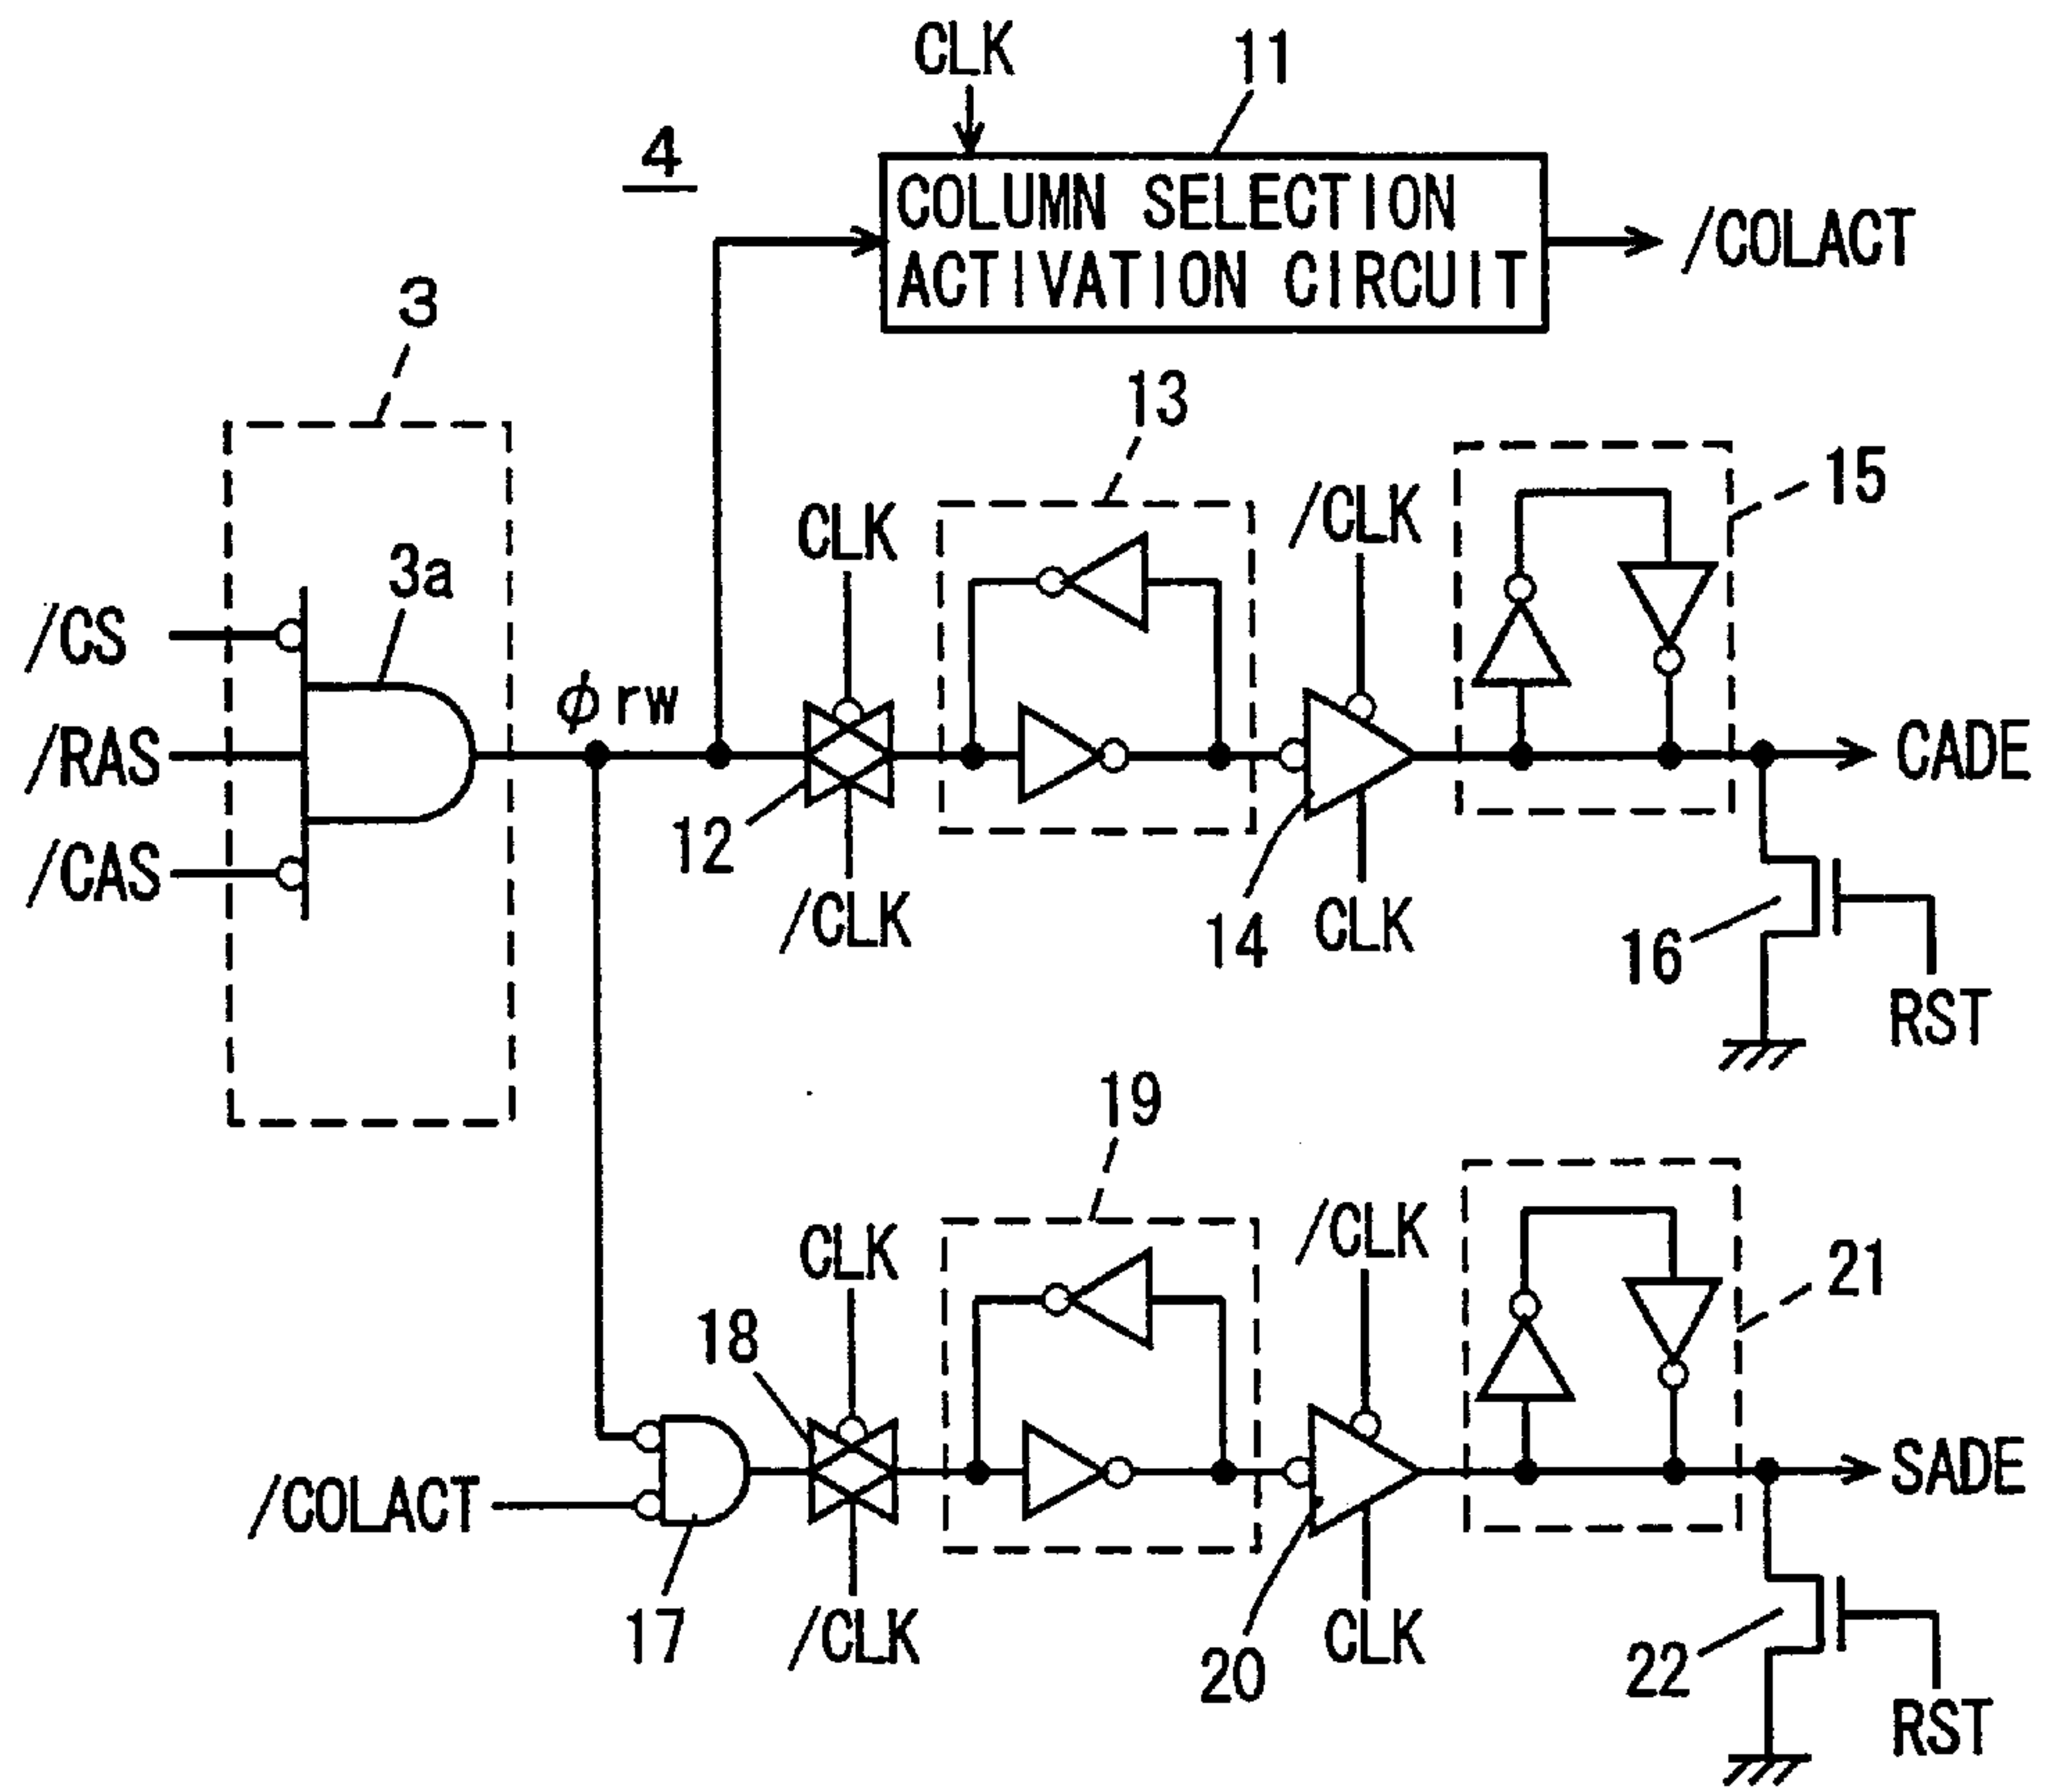 CLK
11
4
COLUMN SELECTION
ACTIVATION CIRCUIT
/COLACT
3
13
15
CLK
/CLK
3a
/CS
φrw
/RAS
CADE
12
/CAS
/CLK
14
CLK
16
RST
19
CLK
/CLK
21
18
SADE
/COLACT
17
/CLK
20
CLK
22
RST